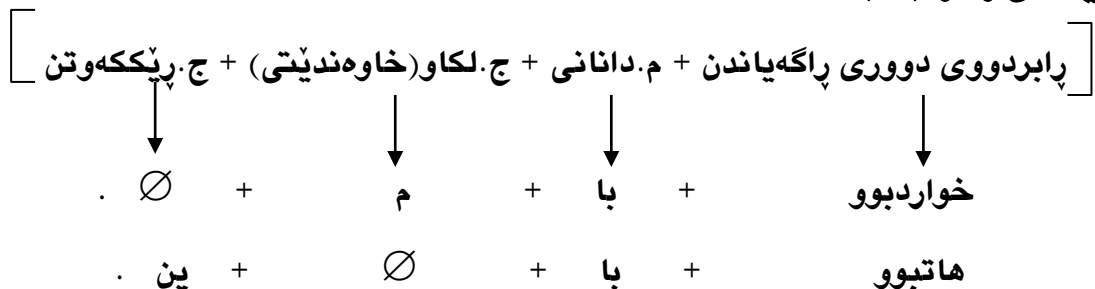 [ڕابردووی دووری ڕاگەیاندن + م.دانانی + ج.لکاو(خاوەندێتی) + ج.ڕێککەوتن]
خواردبوو + با + م + ∅ .
هاتبوو + با + ∅ + ین .